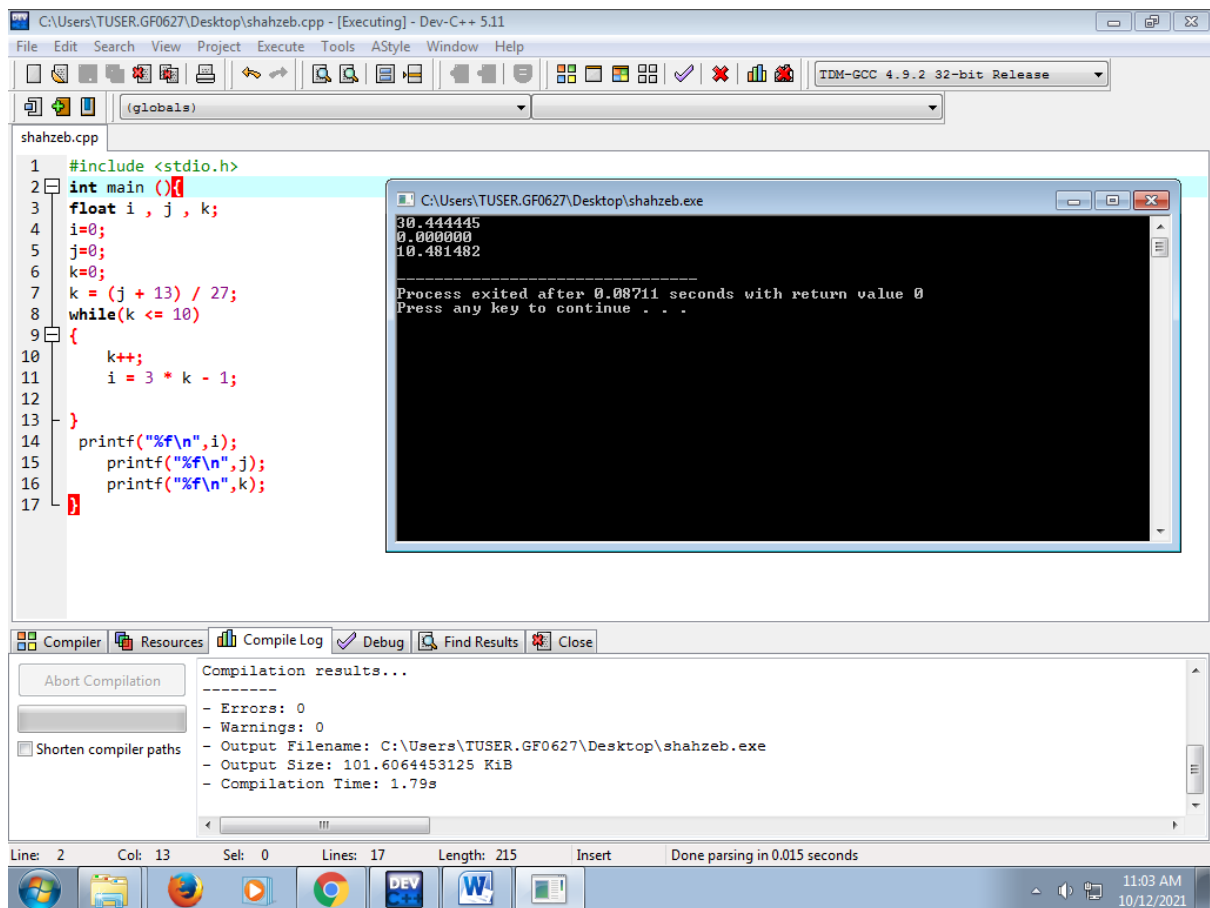 C:\Users\TUSER.GF0627\Desktop\shahzeb.cpp - [Executing] - Dev-C++ 5.11
File Edit Search View Project Execute Tools AStyle Window Help
TDM-GCC 4.9.2 32-bit Release
(globals)
shahzeb.cpp
1 #include <stdio.h>
2 int main (){
3 float i , j , k;
4 i=0;
5 j=0;
6 k=0;
7 k = (j + 13) / 27;
8 while(k <= 10)
9 {
10 k++;
11 i = 3 * k - 1;
12
13 }
14 printf("%f\n",i);
15 printf("%f\n",j);
16 printf("%f\n",k);
17 }
C:\Users\TUSER.GF0627\Desktop\shahzeb.exe
30.444445
0.000000
10.481482
--------------------------------
Process exited after 0.08711 seconds with return value 0
Press any key to continue . . .
Compiler Resources Compile Log Debug Find Results Close
Abort Compilation
Shorten compiler paths
Compilation results...
--------
- Errors: 0
- Warnings: 0
- Output Filename: C:\Users\TUSER.GF0627\Desktop\shahzeb.exe
- Output Size: 101.6064453125 KiB
- Compilation Time: 1.79s
Line: 2 Col: 13 Sel: 0 Lines: 17 Length: 215 Insert Done parsing in 0.015 seconds
DEV C++
W
11:03 AM
10/12/2021